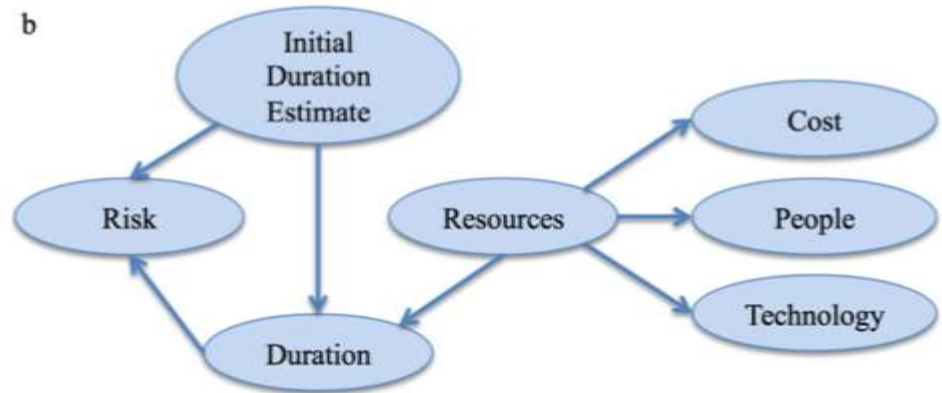 b
Initial
Duration
Estimate
Cost
Risk
Resources
People
Technology
Duration